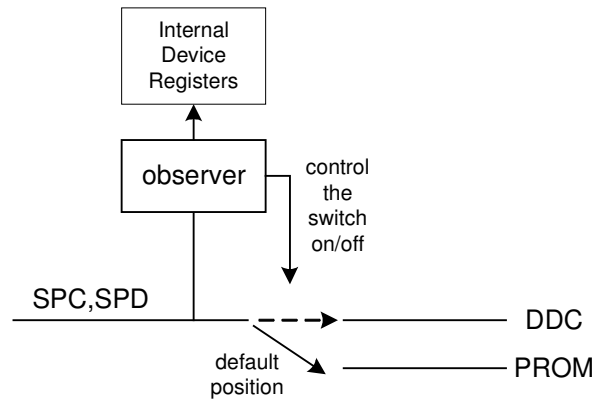 Internal
Device
Registers
observer
control
the
switch
on/off
SPC,SPD
DDC
default
position
PROM